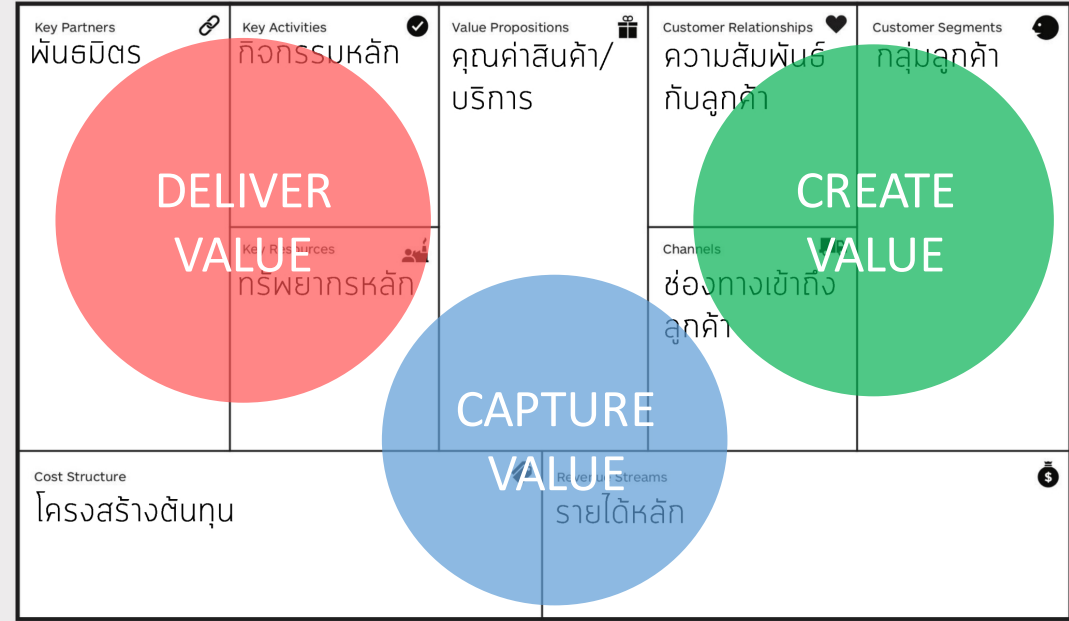 Key Partners
พันธมิตร
Key Activities
กิจกรรมหลัก
Value Propositions
คุณค่าสินค้า/
บริการ
Customer Relationships
ความสัมพันธ์
กับลูกค้า
Customer Segments
กลุ่มลูกค้า
DELIVER
VALUE
Key Resources
ทรัพยากรหลัก
CREATE
VALUE
Channels
ช่องทางเข้าถึง
ลูกค้า
CAPTURE
VALUE
Cost Structure
โครงสร้างต้นทุน
Revenue Streams
รายได้หลัก